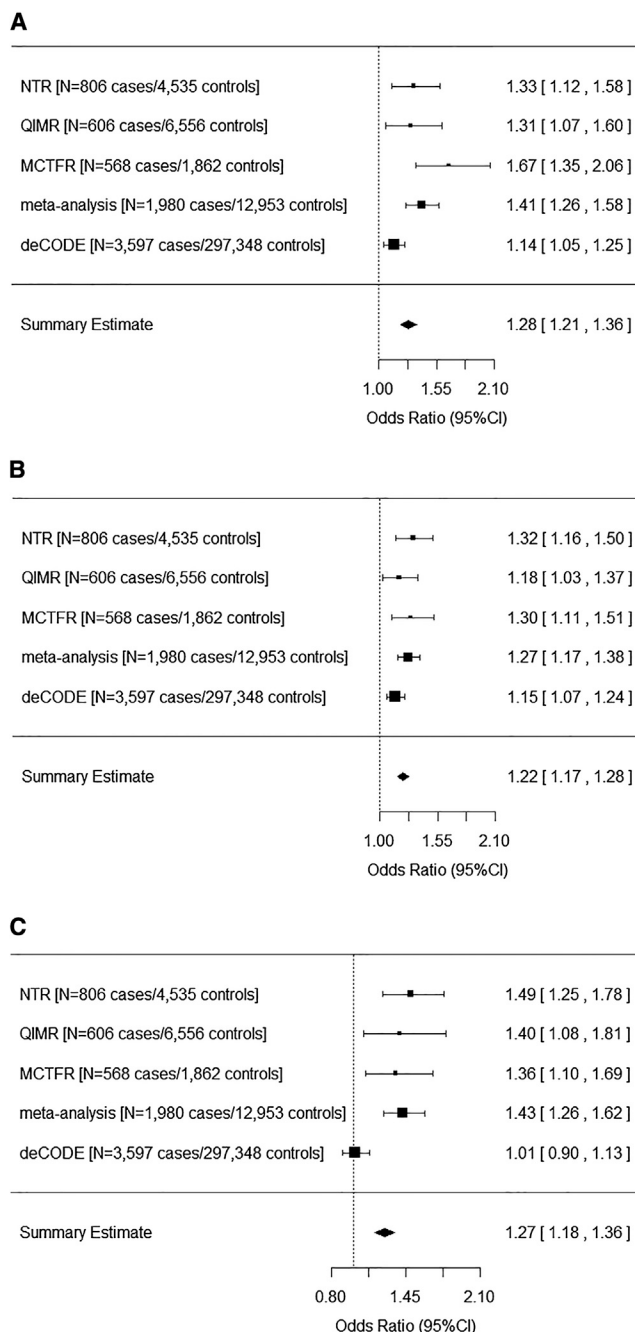 A
NTR [N=806 cases/4,535 controls] 1.33 [ 1.12 , 1.58 ]
QIMR [N=606 cases/6,556 controls] 1.31 [ 1.07 , 1.60 ]
MCTFR [N=568 cases/1,862 controls] 1.67 [ 1.35 , 2.06 ]
meta-analysis [N=1,980 cases/12,953 controls] 1.41 [ 1.26 , 1.58 ]
deCODE [N=3,597 cases/297,348 controls] 1.14 [ 1.05 , 1.25 ]
Summary Estimate 1.28 [ 1.21 , 1.36 ]
1.00 1.55 2.10
Odds Ratio (95%CI)
B
NTR [N=806 cases/4,535 controls] 1.32 [ 1.16 , 1.50 ]
QIMR [N=606 cases/6,556 controls] 1.18 [ 1.03 , 1.37 ]
MCTFR [N=568 cases/1,862 controls] 1.30 [ 1.11 , 1.51 ]
meta-analysis [N=1,980 cases/12,953 controls] 1.27 [ 1.17 , 1.38 ]
deCODE [N=3,597 cases/297,348 controls] 1.15 [ 1.07 , 1.24 ]
Summary Estimate 1.22 [ 1.17 , 1.28 ]
1.00 1.55 2.10
Odds Ratio (95%CI)
C
NTR [N=806 cases/4,535 controls] 1.49 [ 1.25 , 1.78 ]
QIMR [N=606 cases/6,556 controls] 1.40 [ 1.08 , 1.81 ]
MCTFR [N=568 cases/1,862 controls] 1.36 [ 1.10 , 1.69 ]
meta-analysis [N=1,980 cases/12,953 controls] 1.43 [ 1.26 , 1.62 ]
deCODE [N=3,597 cases/297,348 controls] 1.01 [ 0.90 , 1.13 ]
Summary Estimate 1.27 [ 1.18 , 1.36 ]
0.80 1.45 2.10
Odds Ratio (95%CI)